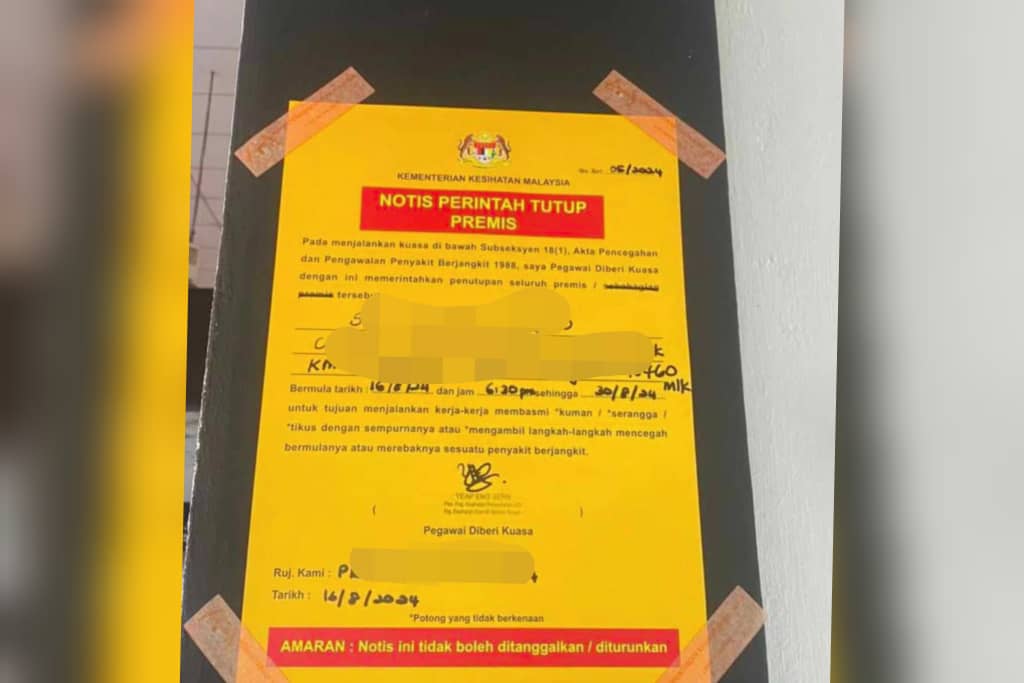 No. Siri : 05/2024
KEMENTERIAN KESIHATAN MALAYSIA
NOTIS PERINTAH TUTUP
PREMIS
Pada menjalankan kuasa di bawah Subseksyen 18(1), Akta Pencegahan
dan Pengawalan Penyakit Berjangkit 1988, saya Pegawai Diberi Kuasa
dengan ini memerintahkan penutupan seluruh premis / sebahagian
premis
Bermula tarikh : 16/8/24 dan jam 6:30 pm sehingga 30/8/24
untuk tujuan menjalankan kerja-kerja membasmi *kuman / *serangga /
*tikus dengan sempurnanya atau *mengambil langkah-langkah mencegah
bermulanya atau merebaknya sesuatu penyakit berjangkit.
( )
Pegawai Diberi Kuasa
Ruj. Kami :
Tarikh : 16/8/2024
*Potong yang tidak berkenaan
AMARAN : Notis ini tidak boleh ditanggalkan / diturunkan